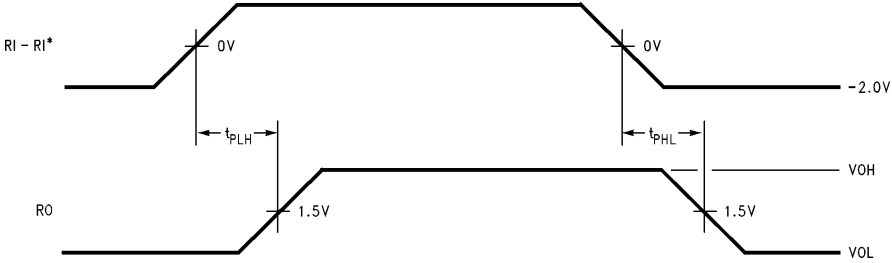 RI – RI*
0V
0V
–2.0V
tPLH
tPHL
VOH
RO
1.5V
1.5V
VOL